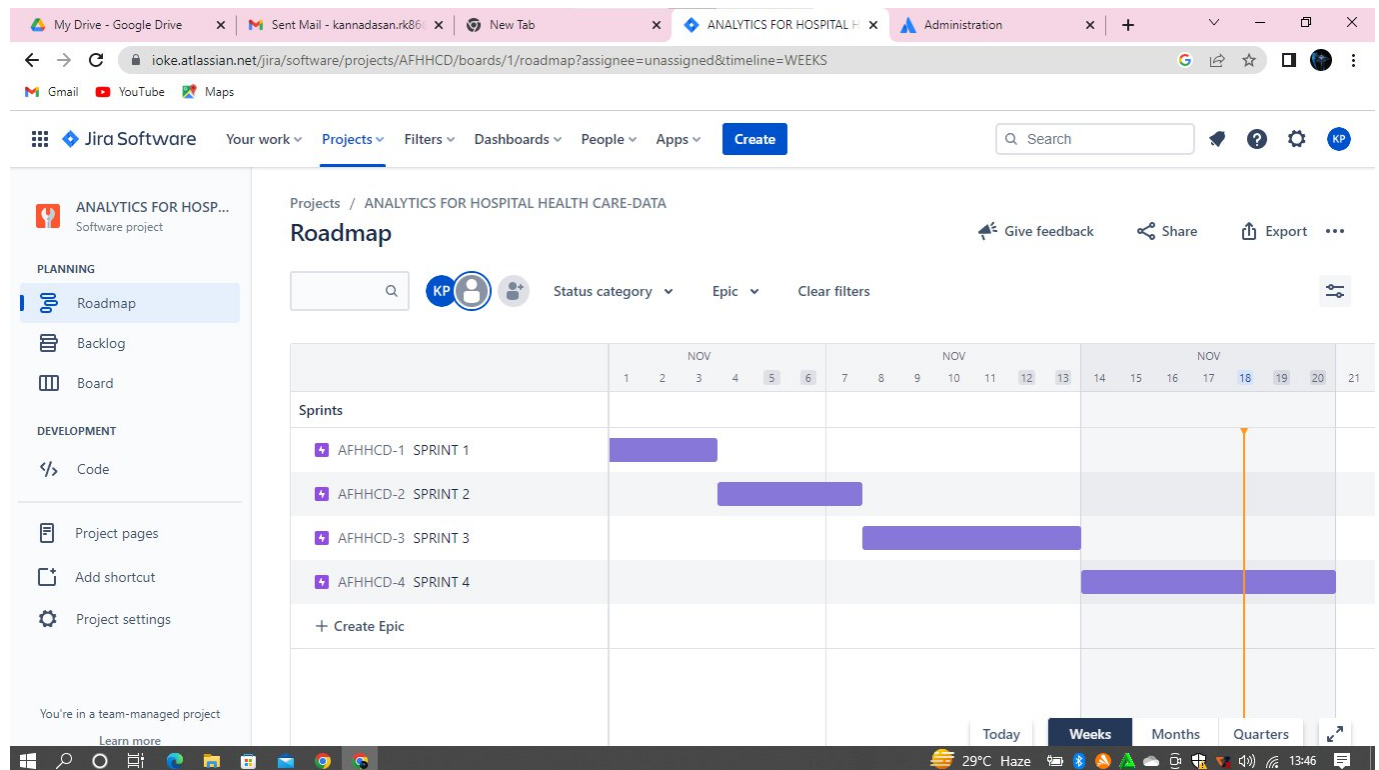 My Drive - Google Drive
Sent Mail - kannadasan.rk86
New Tab
ANALYTICS FOR HOSPITAL H
Administration
ioke.atlassian.net/jira/software/projects/AFHHCD/boards/1/roadmap?assignee=unassigned&timeline=WEEKS
Gmail YouTube Maps
Jira Software Your work Projects Filters Dashboards People Apps Create Search KP
ANALYTICS FOR HOSP...
Software project
PLANNING
Roadmap
Backlog
Board
DEVELOPMENT
Code
Project pages
Add shortcut
Project settings
You're in a team-managed project
Learn more
Projects / ANALYTICS FOR HOSPITAL HEALTH CARE-DATA
Roadmap
Give feedback Share Export
KP Status category Epic Clear filters
NOV NOV NOV
1 2 3 4 5 6 7 8 9 10 11 12 13 14 15 16 17 18 19 20 21
Sprints
AFHHCD-1 SPRINT 1
AFHHCD-2 SPRINT 2
AFHHCD-3 SPRINT 3
AFHHCD-4 SPRINT 4
+ Create Epic
Today Weeks Months Quarters
29°C Haze 13:46